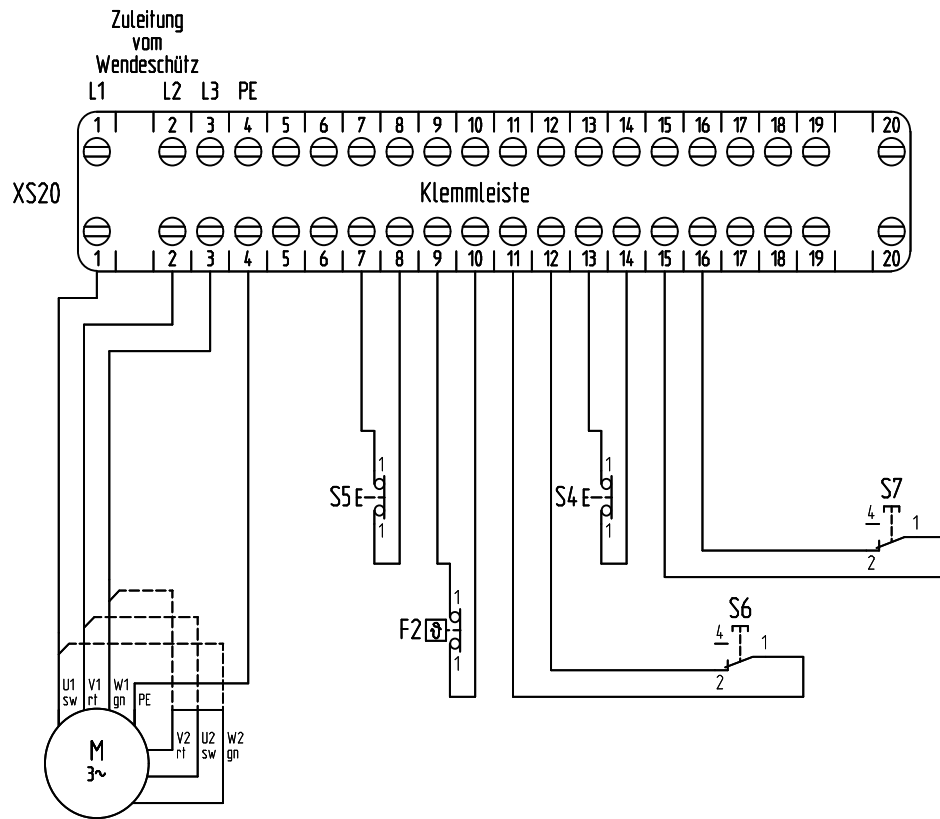 Zuleitung
vom
Wendeschütz
L1 L2 L3 PE
1 2 3 4 5 6 7 8 9 10 11 12 13 14 15 16 17 18 19 20
XS20 Klemmleiste
1 2 3 4 5 6 7 8 9 10 11 12 13 14 15 16 17 18 19 20
1 1
S5 E S4 E
1 1
S7
4 1
2
1
F2 ϑ
1
S6
4 1
2
U1 V1 W1 PE
sw rt gn
V2 U2 W2
rt sw gn
M
3~